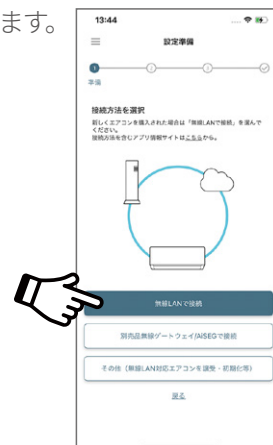 ます。
13:44
設定準備
1
2
3
準備
接続方法を選択
新しくエアコンを購入された場合は「無線LANで接続」を選んで
ください。
接続方法を含むアプリ情報サイトはこちらから。
無線LANで接続
別売品無線ゲートウェイ/AiSEGで接続
その他（無線LAN対応エアコンを譲受・初期化等）
戻る